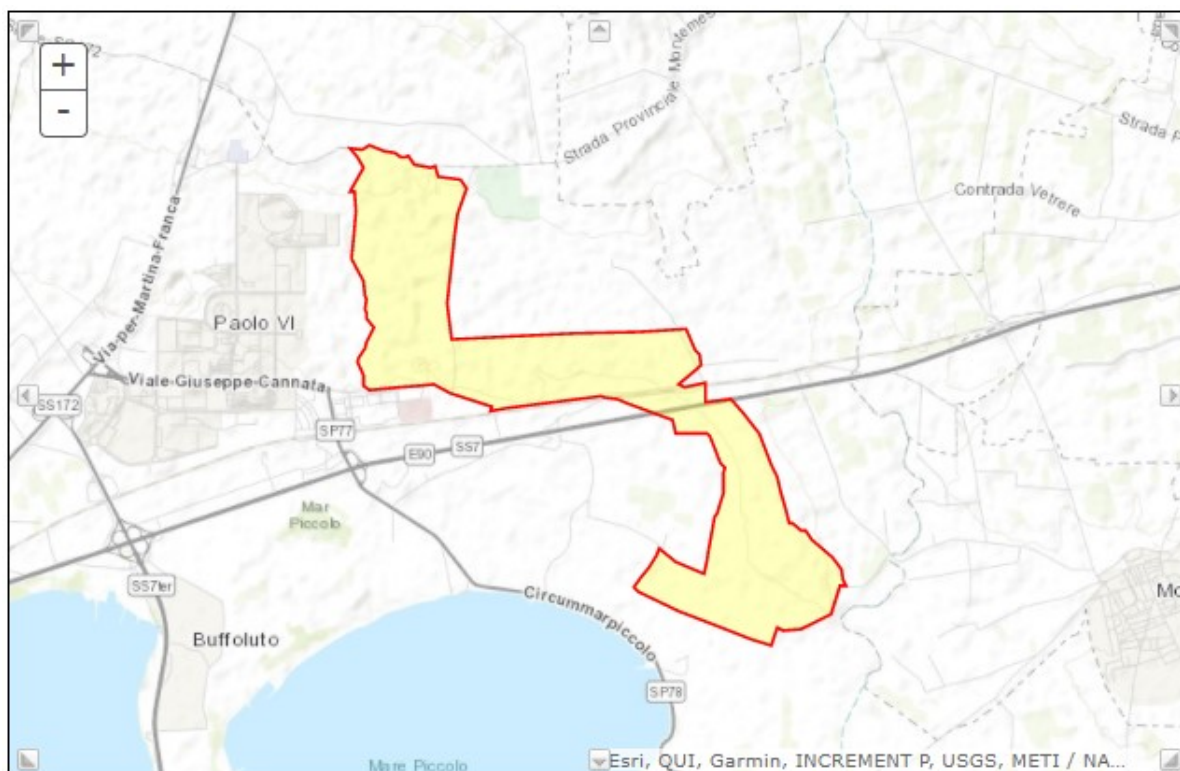 +
-
Strada Provinciale Monteme
Strada P
Contrada Vetrere
Via-per-Martina-Franca
Paolo VI
Viale-Giuseppe-Cannata
SS172
SP77
E90
SS7
Mar
Piccolo
SS7ter
Circummarpiccolo
Buffoluto
Mo
SP78
Mare Piccolo
Esri, QUI, Garmin, INCREMENT P, USGS, METI / NA...